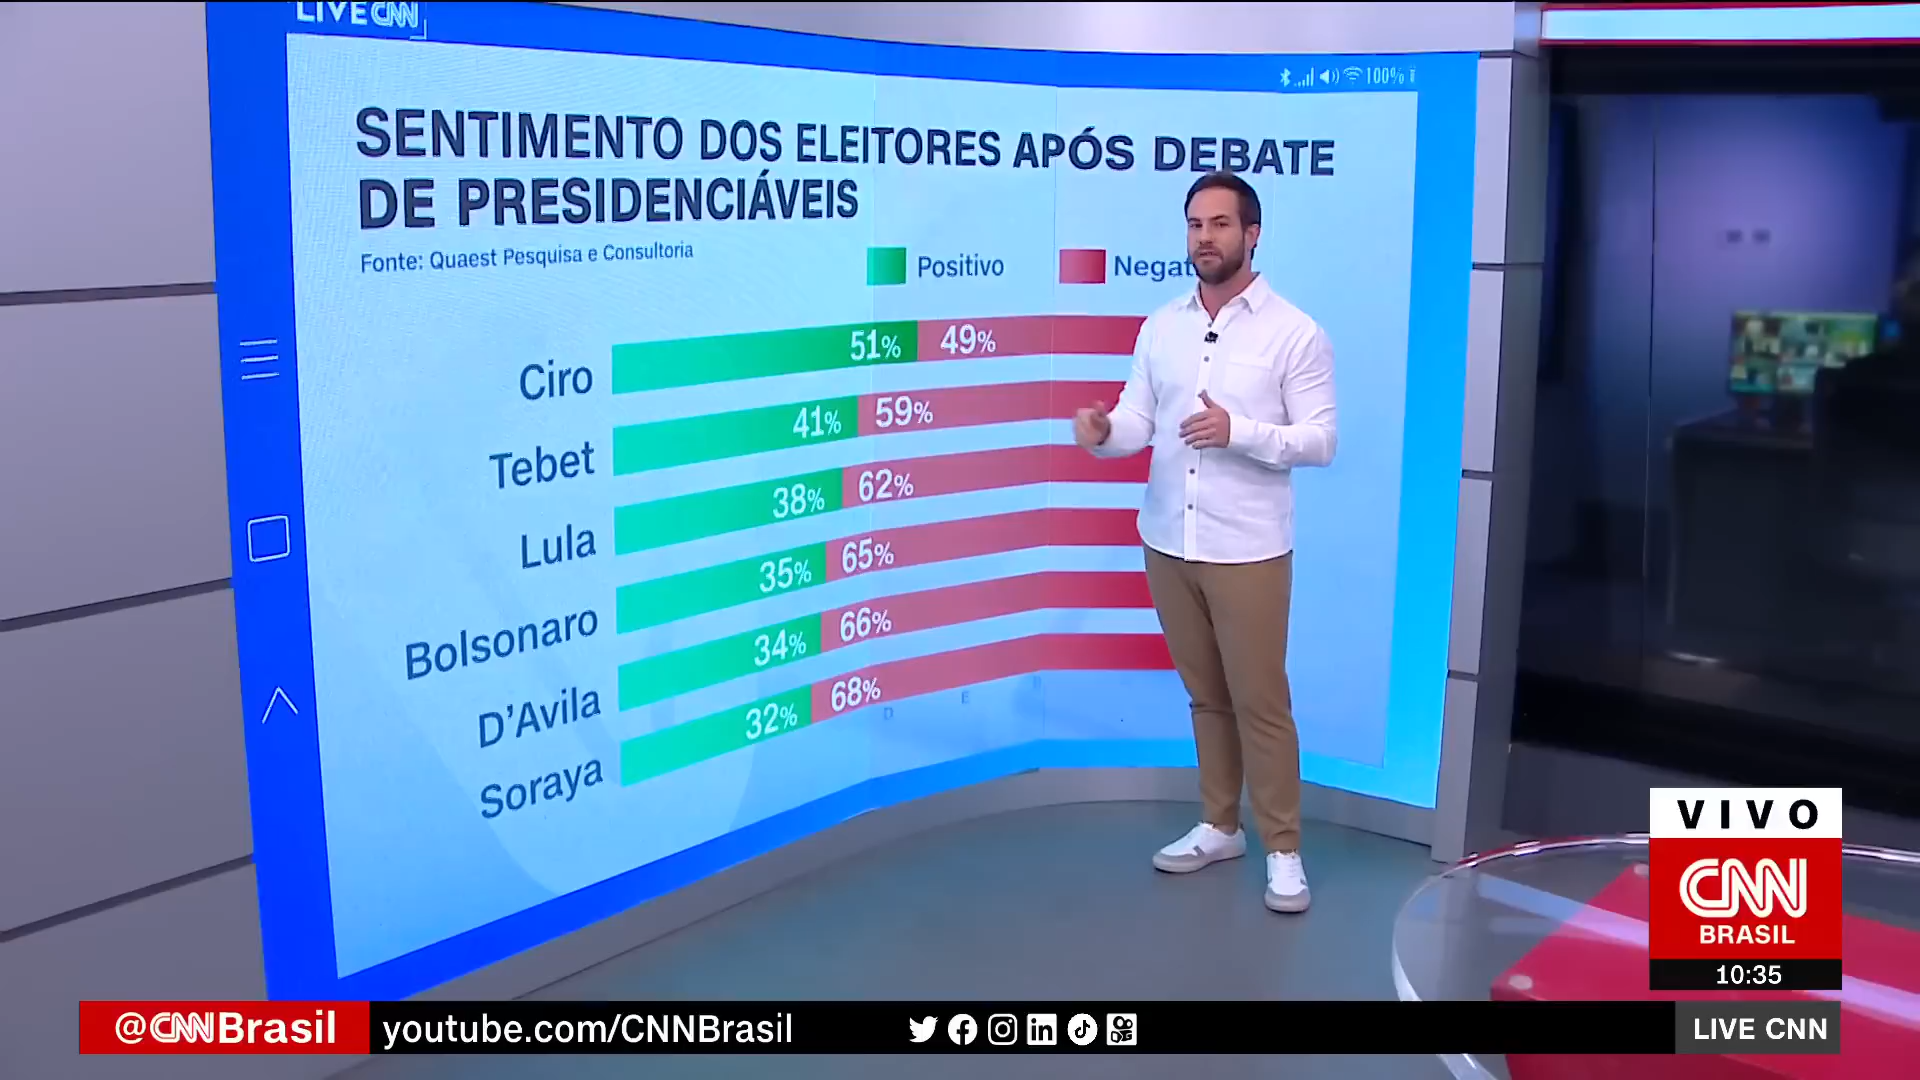 LIVE CNN
100%
SENTIMENTO DOS ELEITORES APÓS DEBATE
DE PRESIDENCIÁVEIS
Fonte: Quaest Pesquisa e Consultoria
Positivo
Negat
Ciro 51% 49%
Tebet 41% 59%
Lula 38% 62%
Bolsonaro 35% 65%
D'Avila 34% 66%
Soraya 32% 68%
D E B
VIVO
CNN
BRASIL
10:35
@CNNBrasil youtube.com/CNNBrasil LIVE CNN